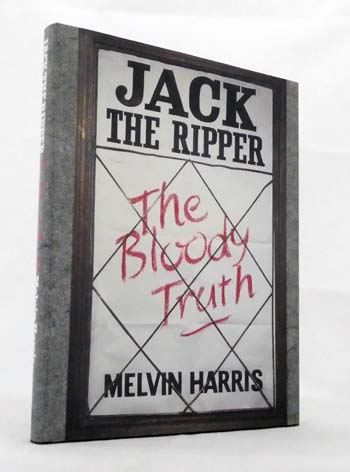 JACK
THE RIPPER
The
Bloody
Truth
MELVIN HARRIS